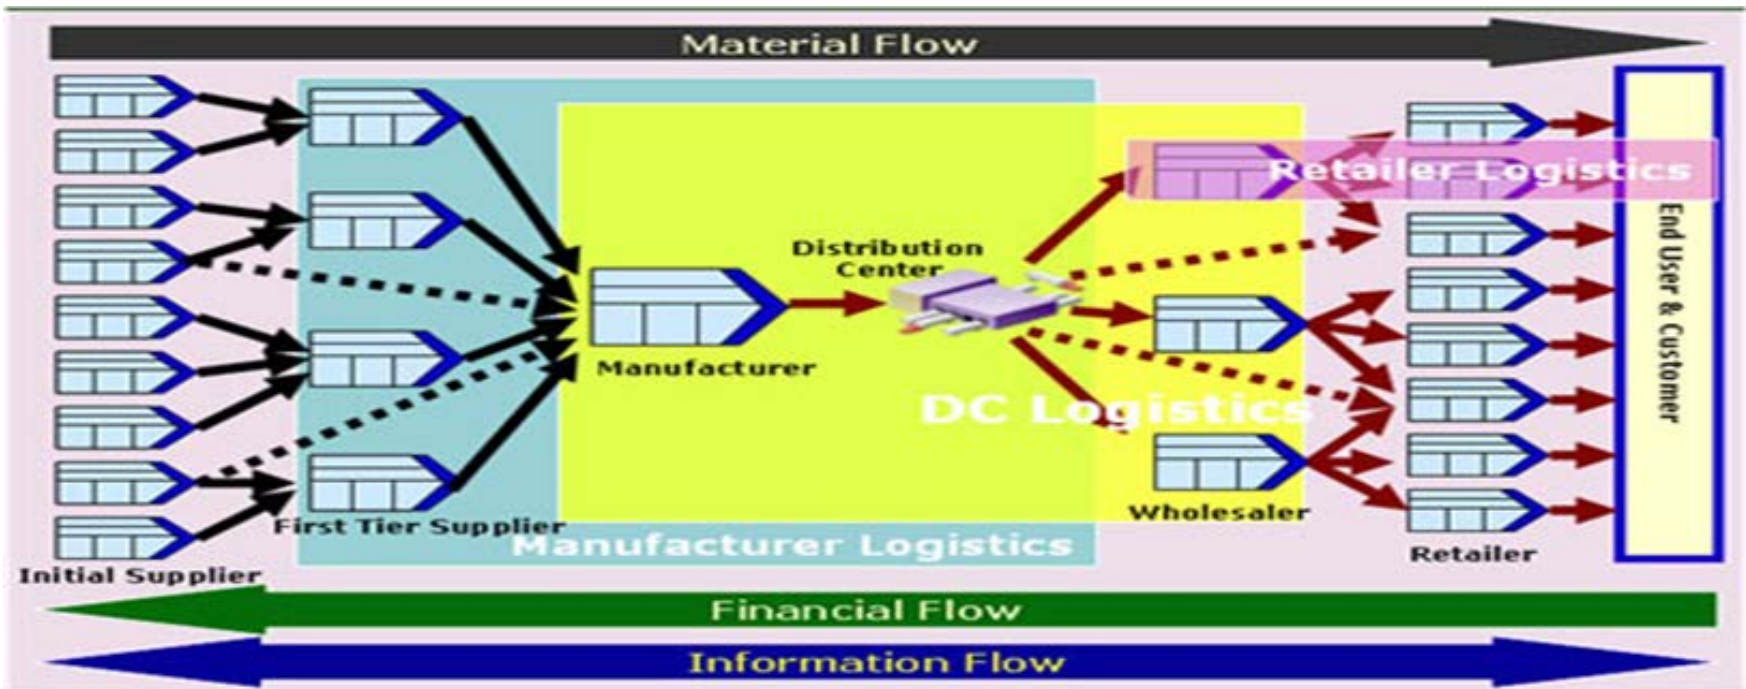 Material Flow
Retailer Logistics
Distribution
Center
Manufacturer
DC Logistics
End User & Customer
First Tier Supplier
Wholesaler
Manufacturer Logistics
Retailer
Initial Supplier
Financial Flow
Information Flow